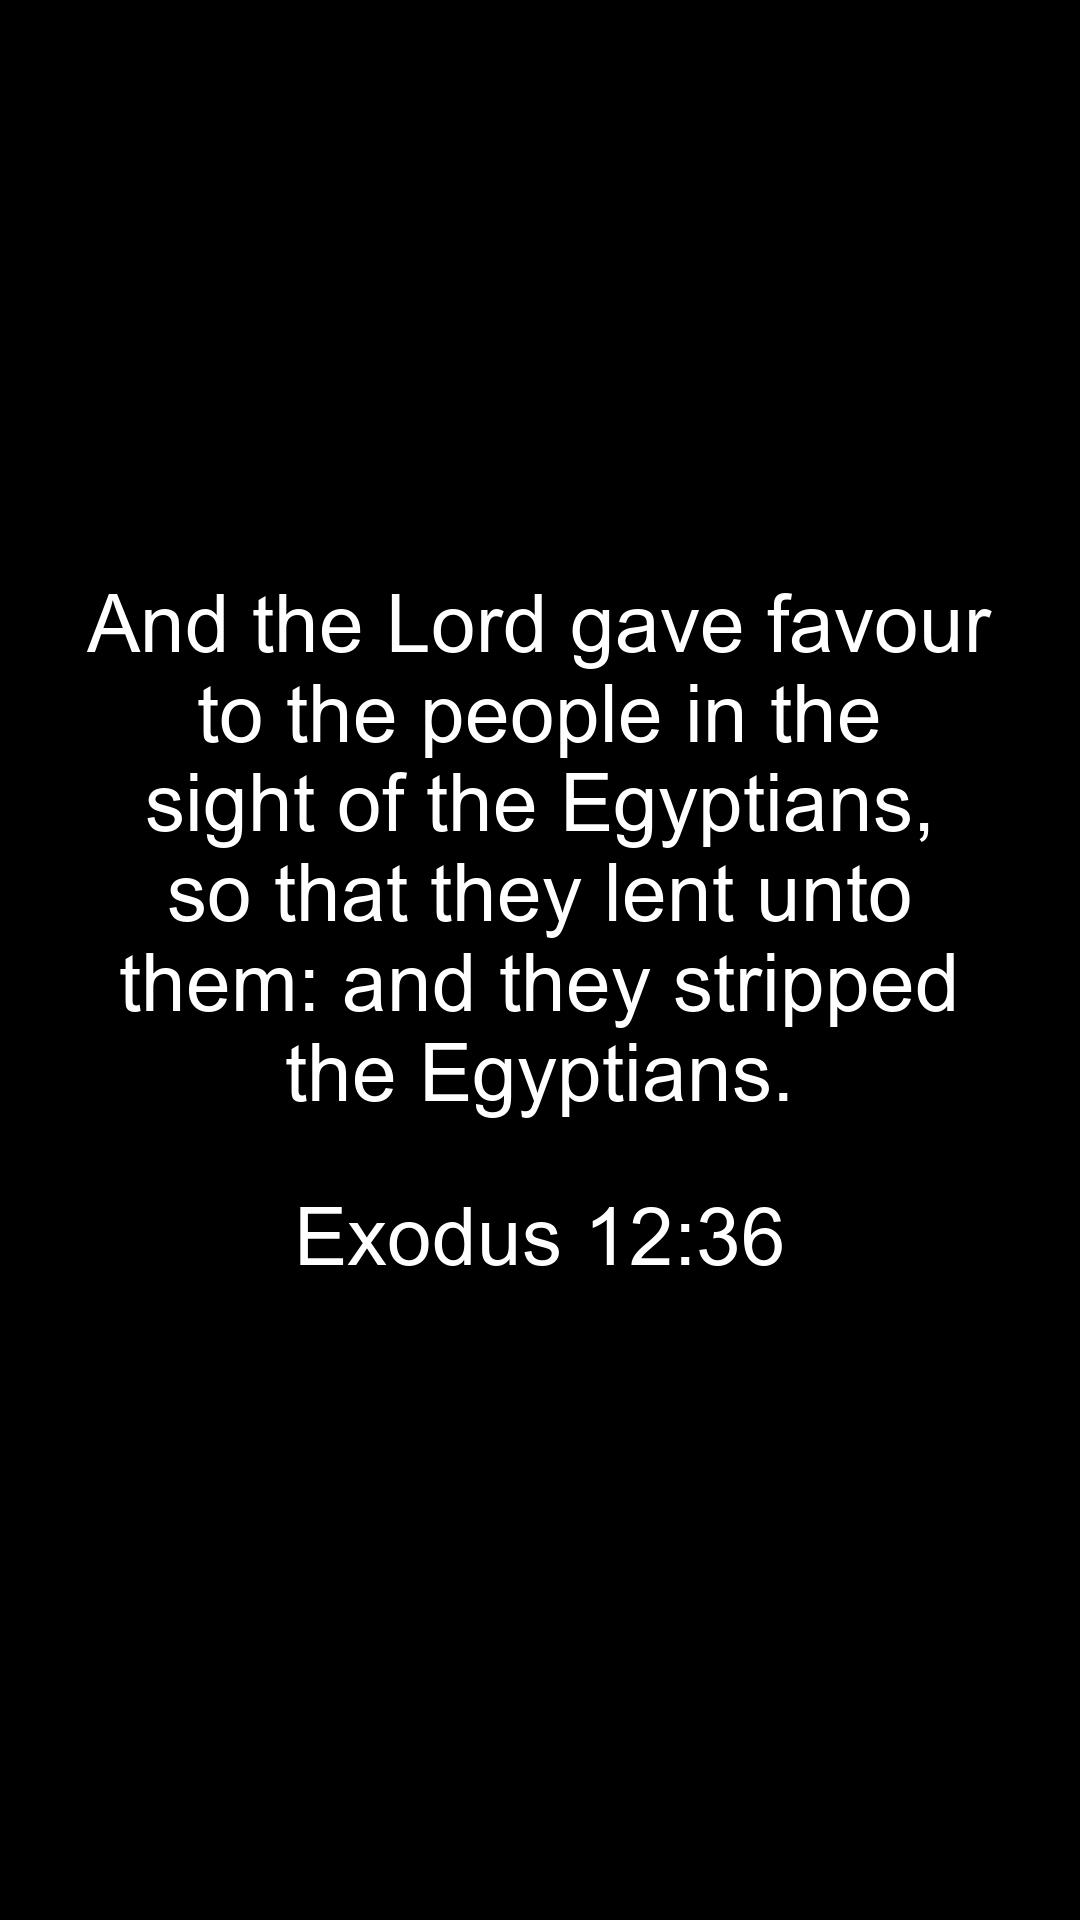 And the Lord gave favour
to the people in the
sight of the Egyptians,
so that they lent unto
them: and they stripped
the Egyptians.
Exodus 12:36